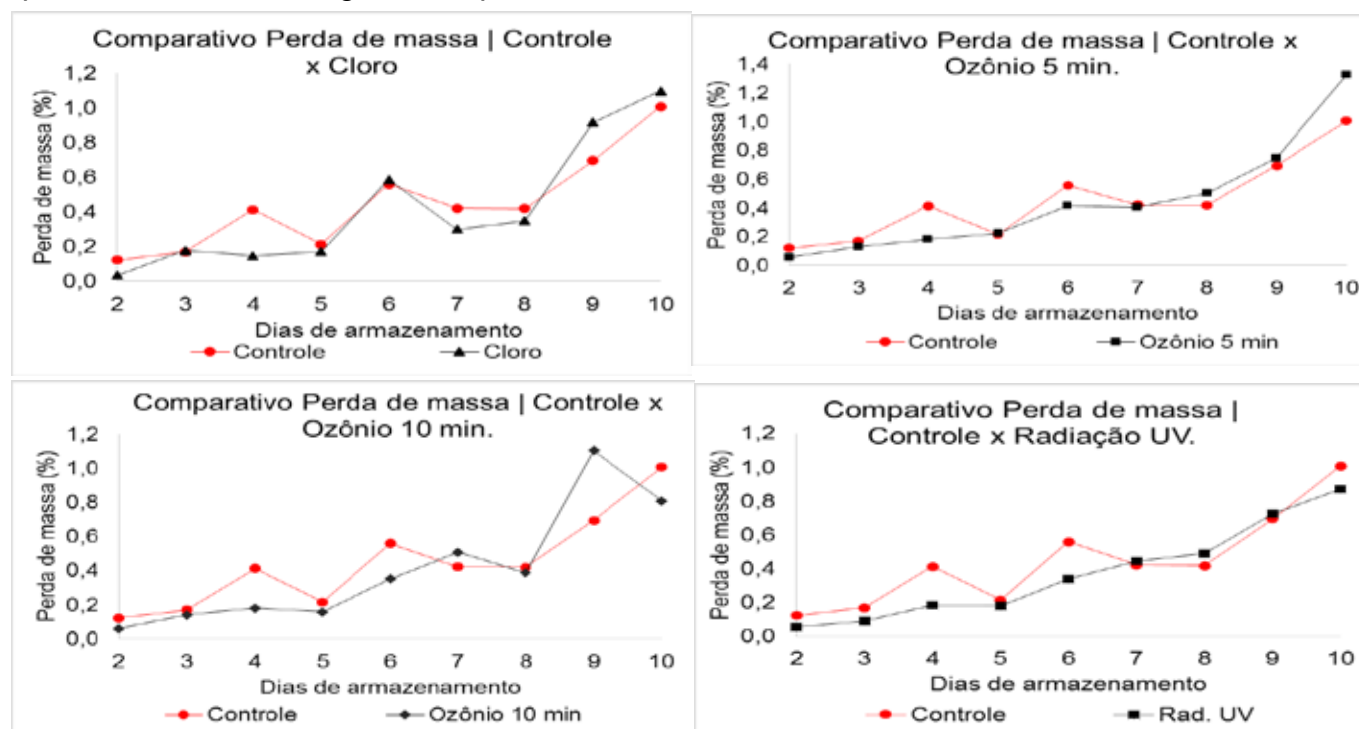 Comparativo Perda de massa | Controle
x Cloro
Perda de massa (%)
1,2
1,0
0,8
0,6
0,4
0,2
0,0
2 3 4 5 6 7 8 9 10
Dias de armazenamento
Controle Cloro
Comparativo Perda de massa | Controle x
Ozônio 5 min.
Perda de massa (%)
1,4
1,2
1,0
0,8
0,6
0,4
0,2
0,0
2 3 4 5 6 7 8 9 10
Dias de armazenamento
Controle Ozônio 5 min
Comparativo Perda de massa | Controle x
Ozônio 10 min.
Perda de massa (%)
1,2
1,0
0,8
0,6
0,4
0,2
0,0
2 3 4 5 6 7 8 9 10
Dias de armazenamento
Controle Ozônio 10 min
Comparativo Perda de massa |
Controle x Radiação UV.
Perda de massa (%)
1,2
1,0
0,8
0,6
0,4
0,2
0,0
2 3 4 5 6 7 8 9 10
Dias de armazenamento
Controle Rad. UV